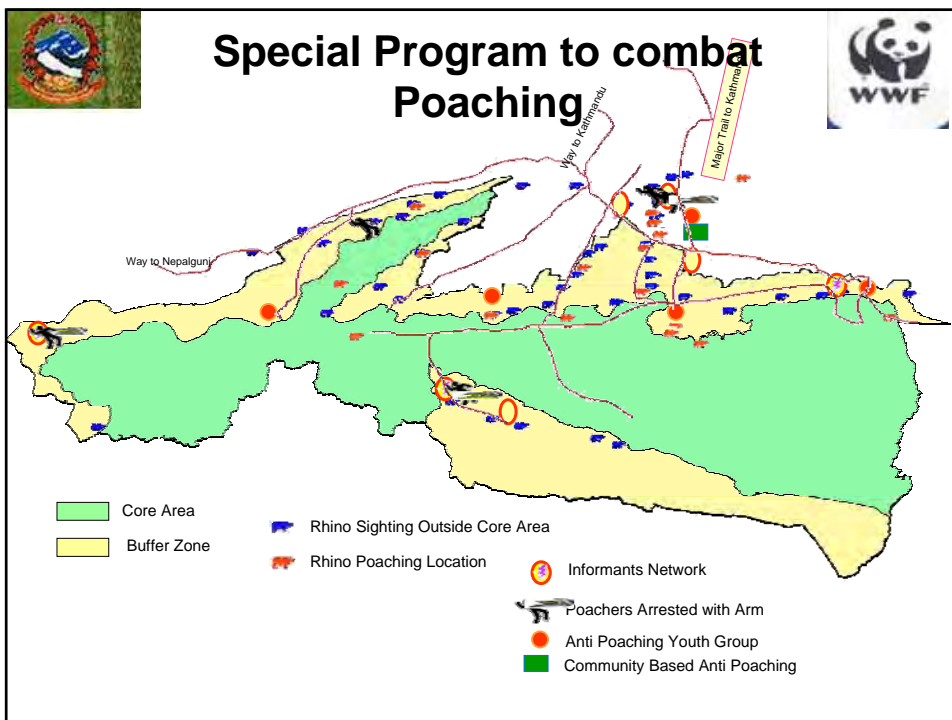 Special Program to combat
Poaching
WWF
Way to Kathmandu
Major Trail to Kathmandu
Way to Nepalgunj
Core Area
Buffer Zone
Rhino Sighting Outside Core Area
Rhino Poaching Location
Informants Network
Poachers Arrested with Arm
Anti Poaching Youth Group
Community Based Anti Poaching